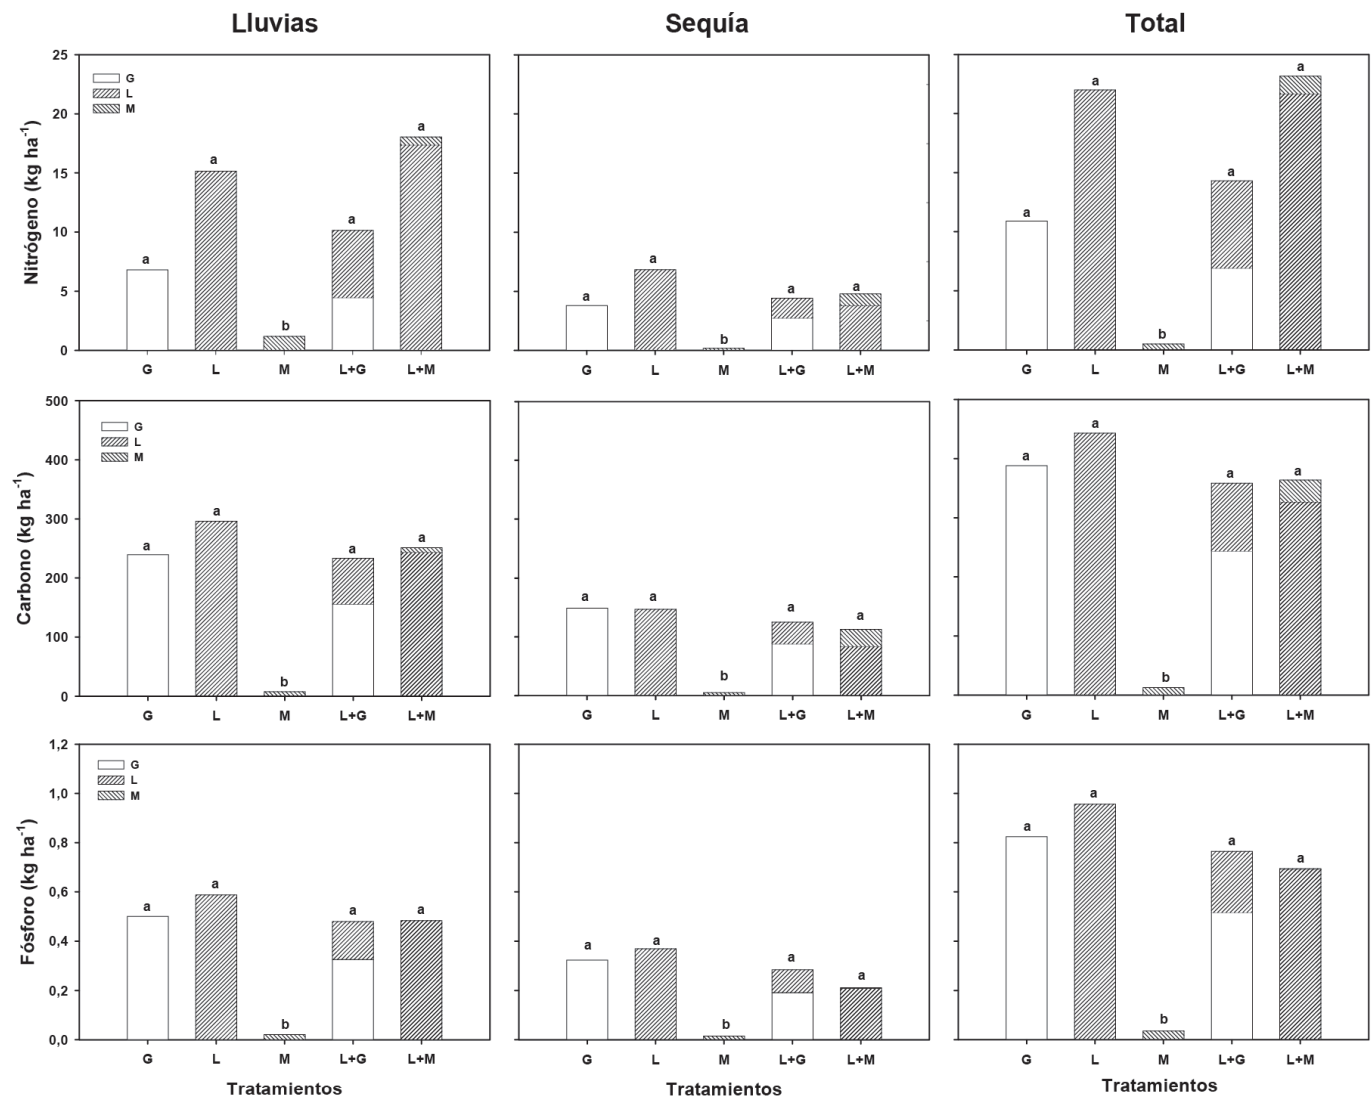 Lluvias Sequía Total
25
20
15
10
5
0
Nitrógeno (kg ha⁻¹)
G
L
M
a a b a a
G L M L+G L+M
a a b a a
G L M L+G L+M
a a b a a
G L M L+G L+M
500
400
300
200
100
0
Carbono (kg ha⁻¹)
G
L
M
a a b a a
G L M L+G L+M
a a b a a
G L M L+G L+M
a a b a a
G L M L+G L+M
1,2
1,0
0,8
0,6
0,4
0,2
0,0
Fósforo (kg ha⁻¹)
G
L
M
a a b a a
G L M L+G L+M
a a b a a
G L M L+G L+M
a a b a a
G L M L+G L+M
Tratamientos Tratamientos Tratamientos